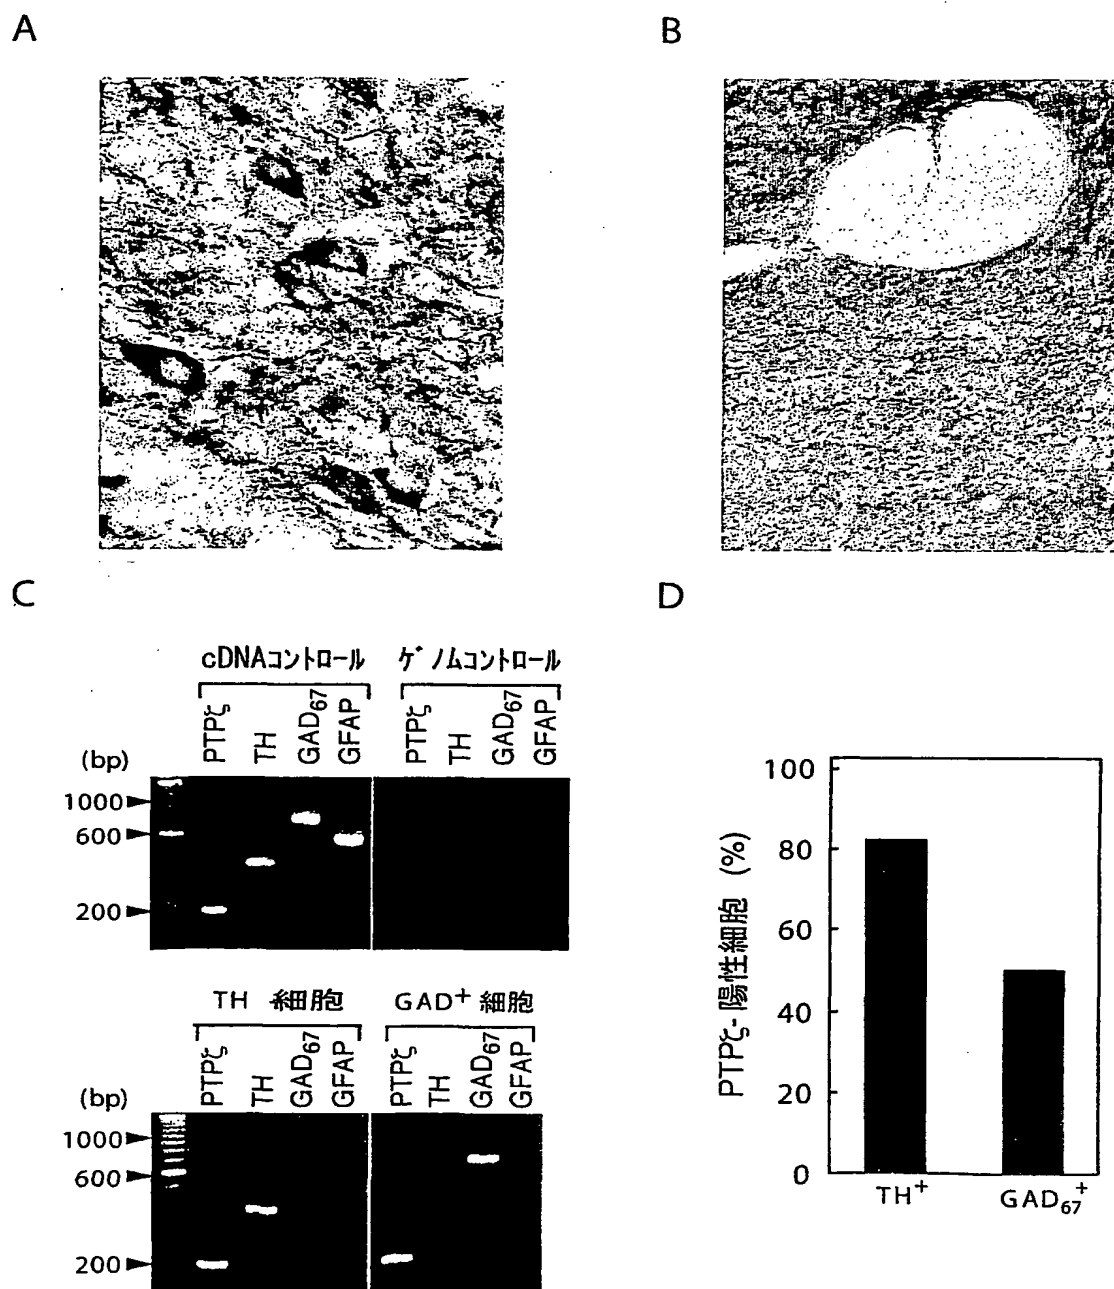 A
B
C
cDNAコントロール
ゲノムコントロール
PTPζ
TH
GAD67
GFAP
PTPζ
TH
GAD67
GFAP
(bp)
1000
600
200
TH 細胞
GAD+ 細胞
PTPζ
TH
GAD67
GFAP
PTPζ
TH
GAD67
GFAP
(bp)
1000
600
200
D
PTPζ-陽性細胞 (%)
100
80
60
40
20
0
TH+
GAD67+